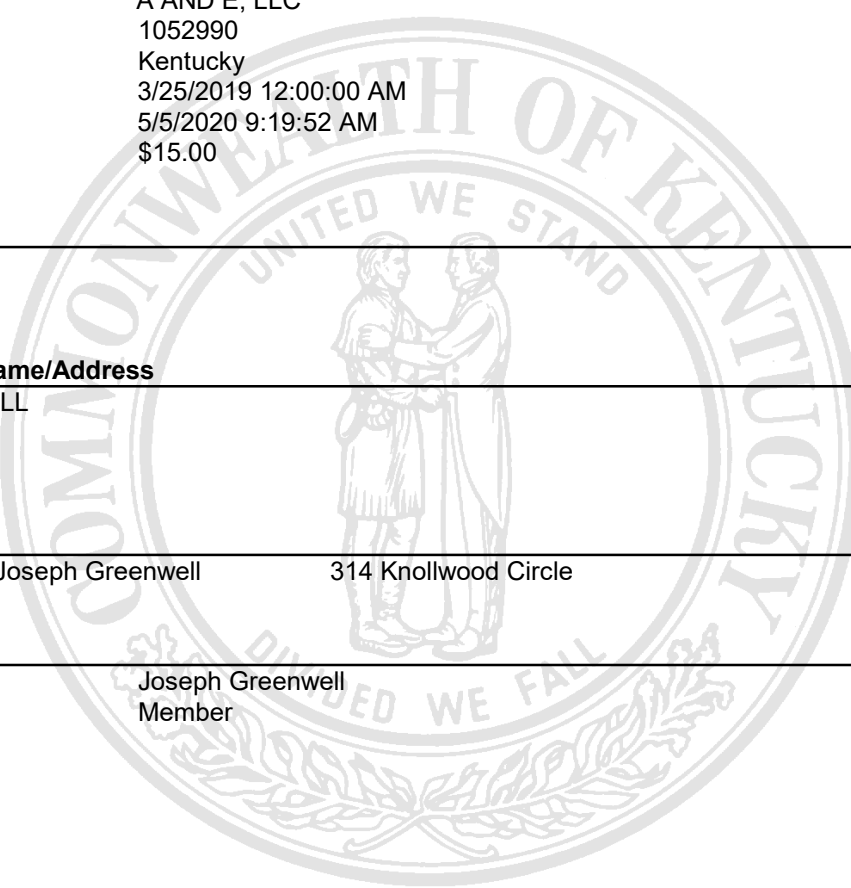 A AND E, LLC
1052990
Kentucky
3/25/2019 12:00:00 AM
5/5/2020 9:19:52 AM
$15.00
ame/Address
LL
Joseph Greenwell 314 Knollwood Circle
Joseph Greenwell
Member
COMMONWEALTH OF KENTUCKY
UNITED WE STAND
DIVIDED WE FALL